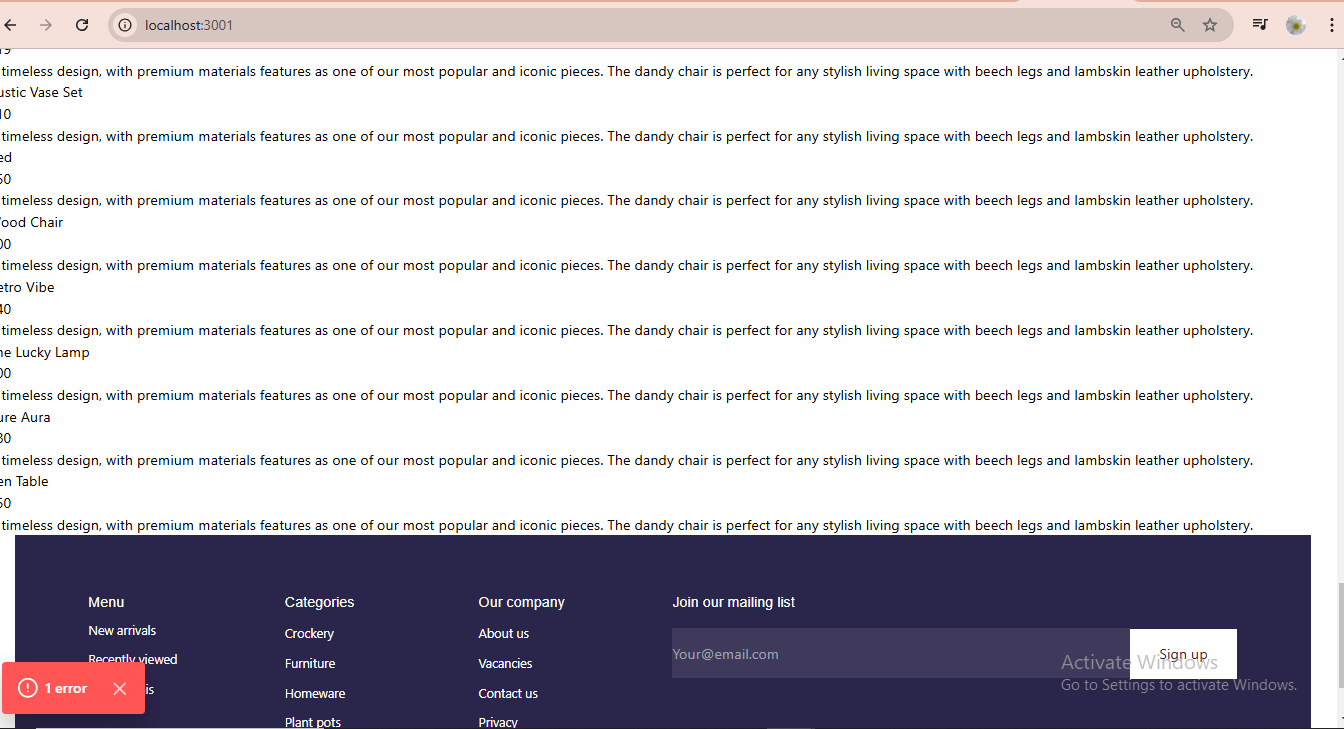 localhost:3001
timeless design, with premium materials features as one of our most popular and iconic pieces. The dandy chair is perfect for any stylish living space with beech legs and lambskin leather upholstery.
ustic Vase Set
10
timeless design, with premium materials features as one of our most popular and iconic pieces. The dandy chair is perfect for any stylish living space with beech legs and lambskin leather upholstery.
ed
50
timeless design, with premium materials features as one of our most popular and iconic pieces. The dandy chair is perfect for any stylish living space with beech legs and lambskin leather upholstery.
ood Chair
00
timeless design, with premium materials features as one of our most popular and iconic pieces. The dandy chair is perfect for any stylish living space with beech legs and lambskin leather upholstery.
etro Vibe
40
timeless design, with premium materials features as one of our most popular and iconic pieces. The dandy chair is perfect for any stylish living space with beech legs and lambskin leather upholstery.
he Lucky Lamp
00
timeless design, with premium materials features as one of our most popular and iconic pieces. The dandy chair is perfect for any stylish living space with beech legs and lambskin leather upholstery.
ure Aura
80
timeless design, with premium materials features as one of our most popular and iconic pieces. The dandy chair is perfect for any stylish living space with beech legs and lambskin leather upholstery.
en Table
50
timeless design, with premium materials features as one of our most popular and iconic pieces. The dandy chair is perfect for any stylish living space with beech legs and lambskin leather upholstery.
Menu
New arrivals
Recently viewed
is
Categories
Crockery
Furniture
Homeware
Plant pots
Our company
About us
Vacancies
Contact us
Privacy
Join our mailing list
Your@email.com
Sign up
Activate Windows
Go to Settings to activate Windows.
1 error